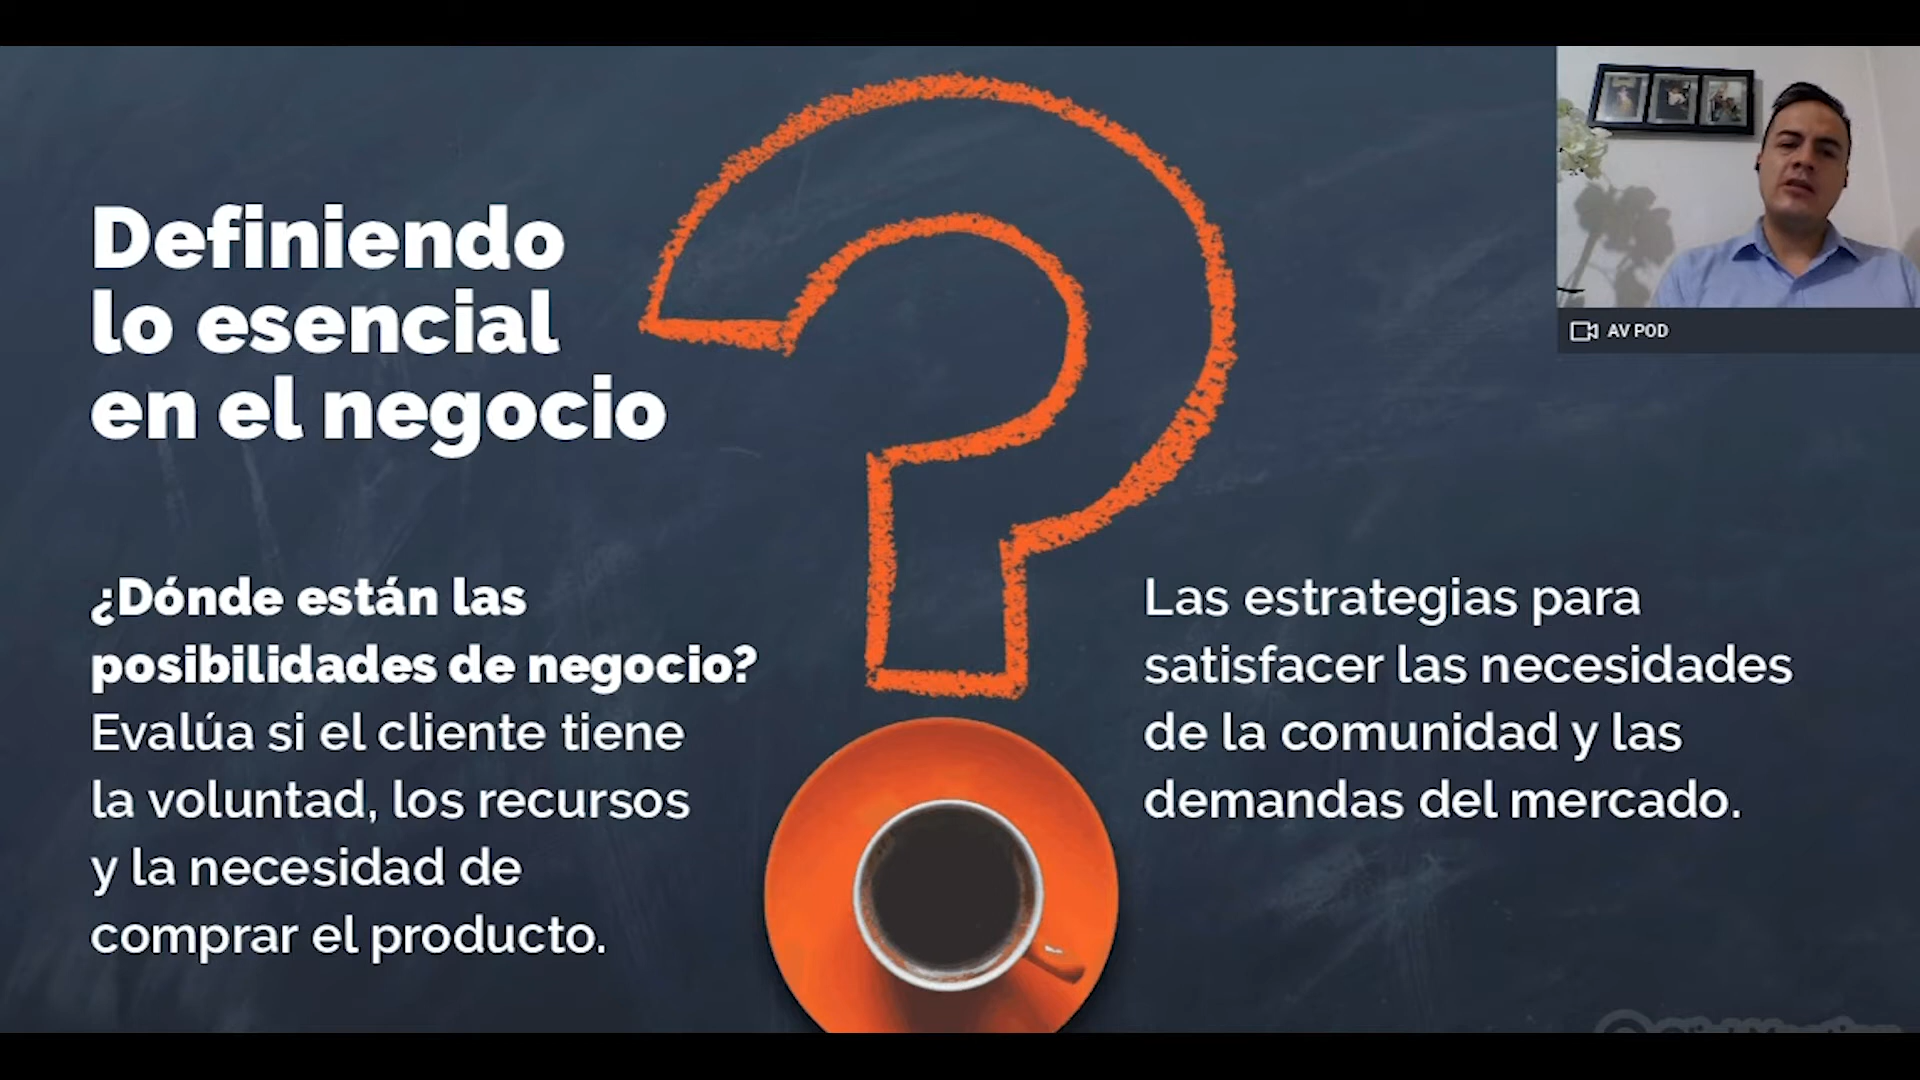 Definiendo
lo esencial
en el negocio
¿Dónde están las
posibilidades de negocio?
Evalúa si el cliente tiene
la voluntad, los recursos
y la necesidad de
comprar el producto.
Las estrategias para
satisfacer las necesidades
de la comunidad y las
demandas del mercado.
AV POD